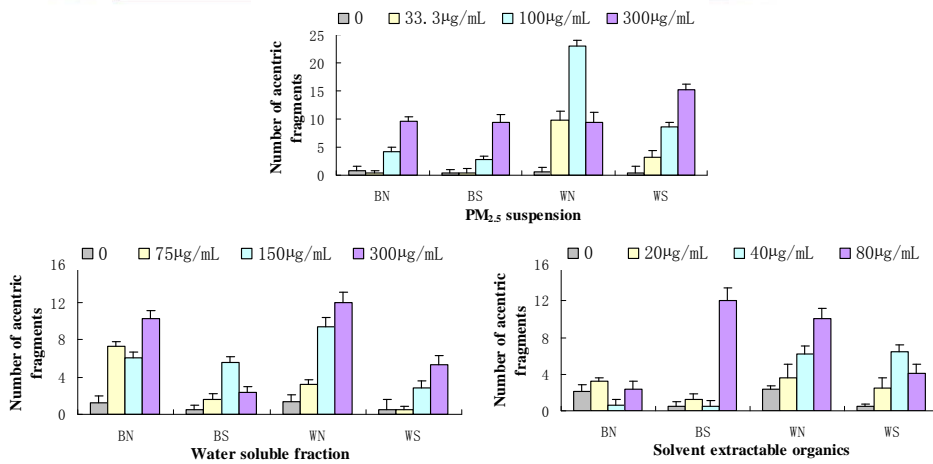 0 33.3μg/mL 100μg/mL 300μg/mL
Number of acentric
fragments
25
20
15
10
5
0
BN BS WN WS
PM2.5 suspension
0 75μg/mL 150μg/mL 300μg/mL
Number of acentric
fragments
16
12
8
4
0
BN BS WN WS
Water soluble fraction
0 20μg/mL 40μg/mL 80μg/mL
Number of acentric
fragments
16
12
8
4
0
BN BS WN WS
Solvent extractable organics